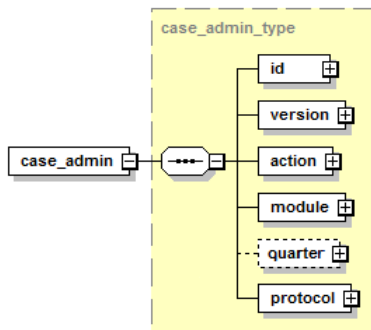 case_admin_type
id
version
case_admin
action
module
quarter
protocol